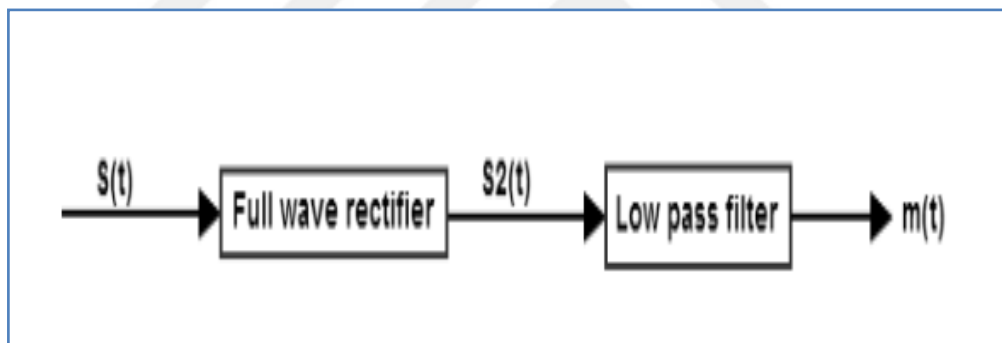 S(t)
Full wave rectifier
S2(t)
Low pass filter
m(t)